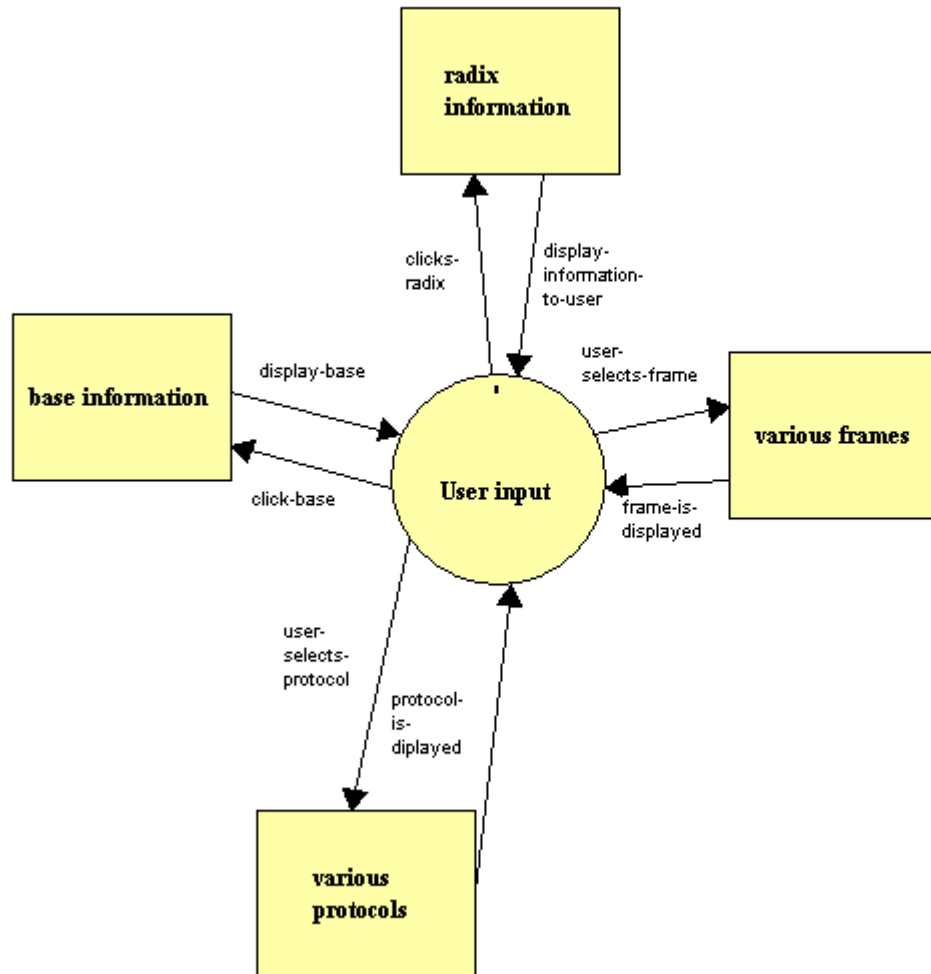 radix
information
clicks-
radix
display-
information-
to-user
base information
display-base
click-base
user-
selects-frame
various frames
frame-is-
displayed
User input
user-
selects-
protocol
protocol-
is-
diplayed
various
protocols